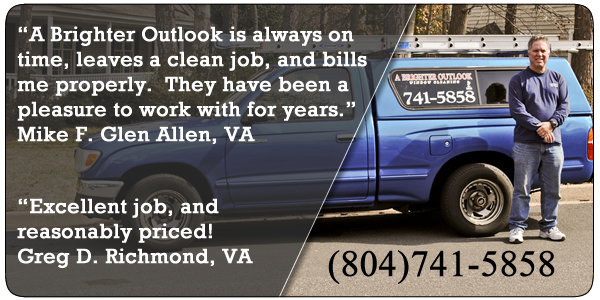 “A Brighter Outlook is always on
time, leaves a clean job, and bills
me properly. They have been a
pleasure to work with for years.”
Mike F. Glen Allen, VA
“Excellent job, and
reasonably priced!
Greg D. Richmond, VA
A BRIGHTER OUTLOOK
WINDOW CLEANING
741-5858
(804)741-5858